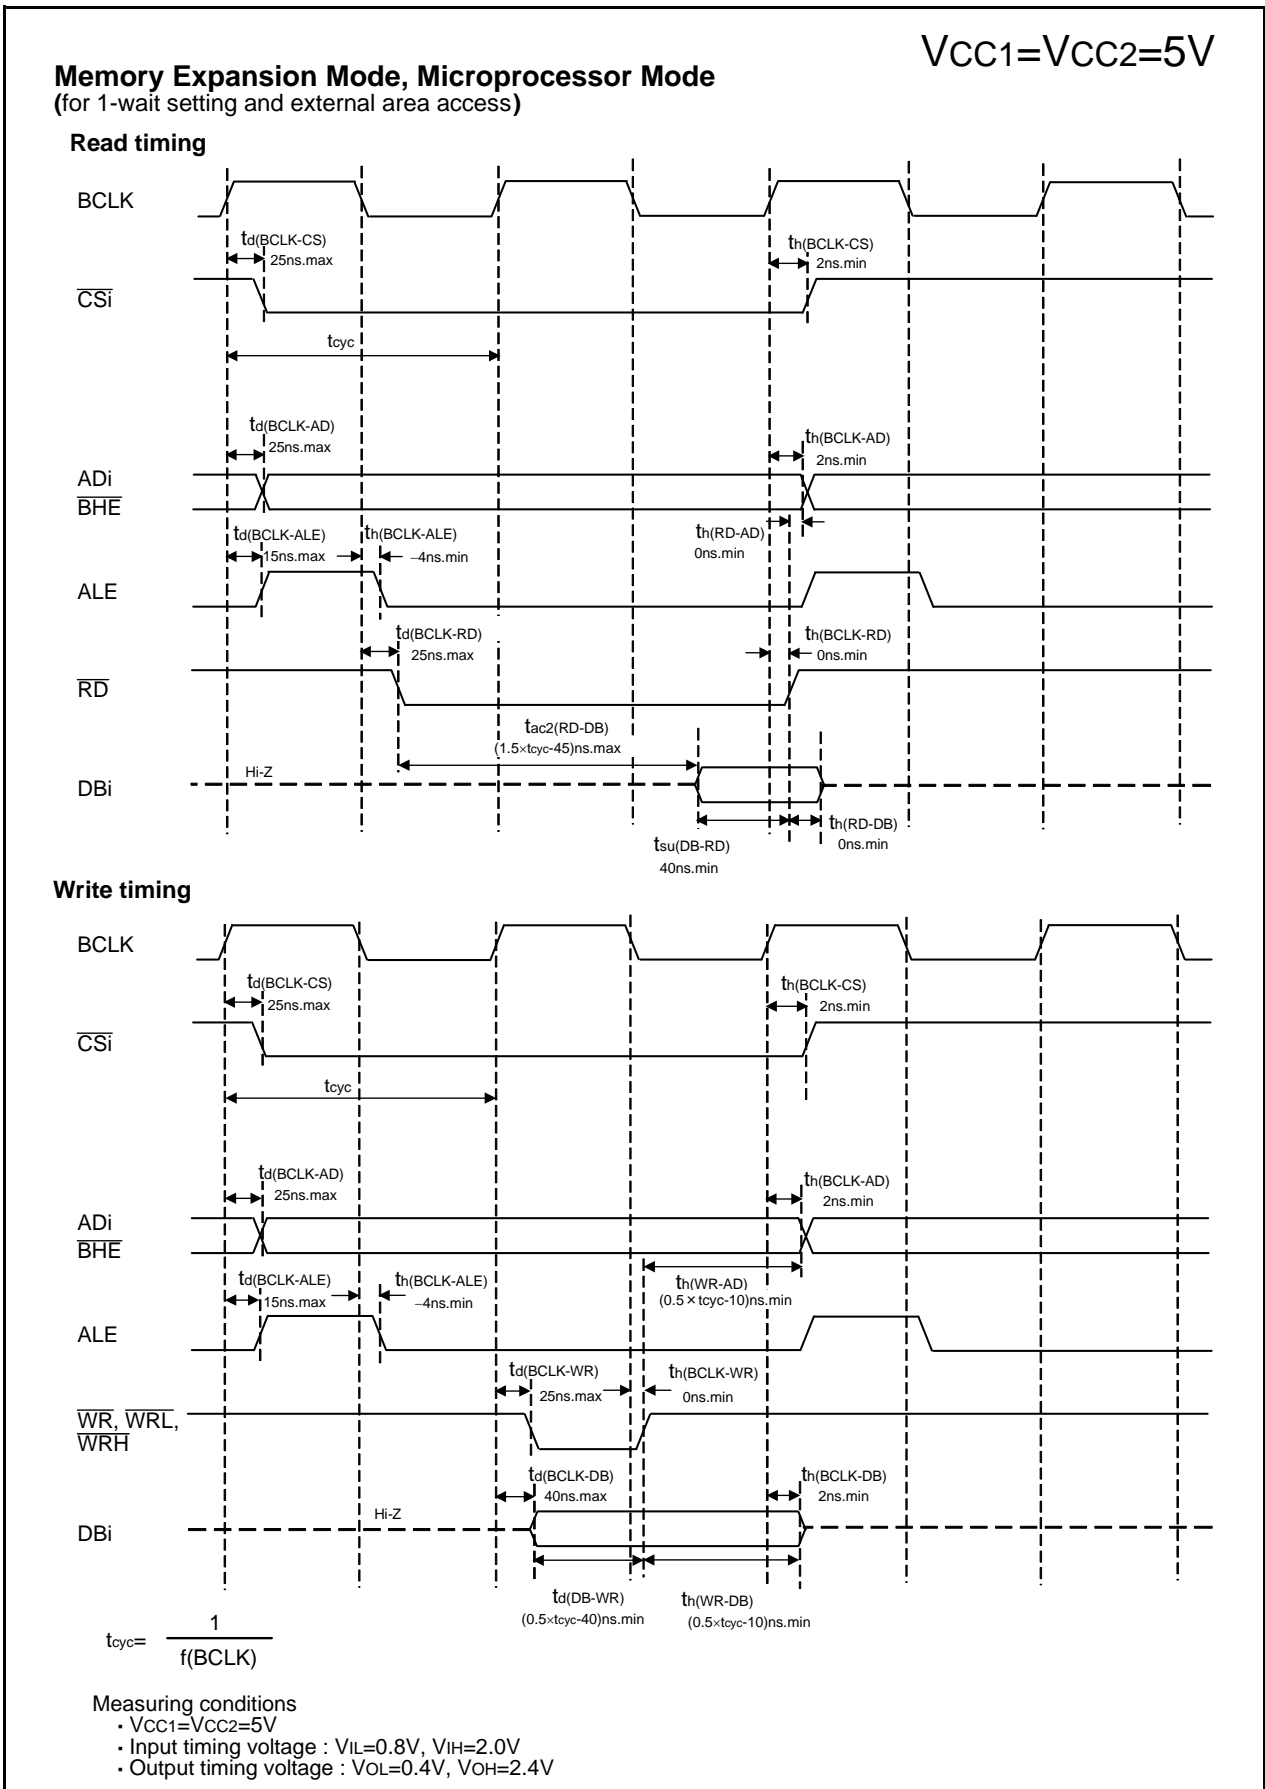 VCC1=VCC2=5V
Memory Expansion Mode, Microprocessor Mode
(for 1-wait setting and external area access)
Read timing
BCLK
td(BCLK-CS)
25ns.max
th(BCLK-CS)
2ns.min
CSi
tcyc
td(BCLK-AD)
25ns.max
th(BCLK-AD)
2ns.min
ADi
BHE
td(BCLK-ALE)
15ns.max
th(BCLK-ALE)
–4ns.min
th(RD-AD)
0ns.min
ALE
td(BCLK-RD)
25ns.max
th(BCLK-RD)
0ns.min
RD
tac2(RD-DB)
(1.5×tcyc-45)ns.max
Hi-Z
DBi
tsu(DB-RD)
40ns.min
th(RD-DB)
0ns.min
Write timing
BCLK
td(BCLK-CS)
25ns.max
th(BCLK-CS)
2ns.min
CSi
tcyc
td(BCLK-AD)
25ns.max
th(BCLK-AD)
2ns.min
ADi
BHE
td(BCLK-ALE)
15ns.max
th(BCLK-ALE)
–4ns.min
th(WR-AD)
(0.5×tcyc-10)ns.min
ALE
td(BCLK-WR)
25ns.max
th(BCLK-WR)
0ns.min
WR, WRL,
WRH
td(BCLK-DB)
40ns.max
th(BCLK-DB)
2ns.min
Hi-Z
DBi
td(DB-WR)
(0.5×tcyc-40)ns.min
th(WR-DB)
(0.5×tcyc-10)ns.min
tcyc= 1
f(BCLK)
Measuring conditions
· VCC1=VCC2=5V
· Input timing voltage : VIL=0.8V, VIH=2.0V
· Output timing voltage : VOL=0.4V, VOH=2.4V